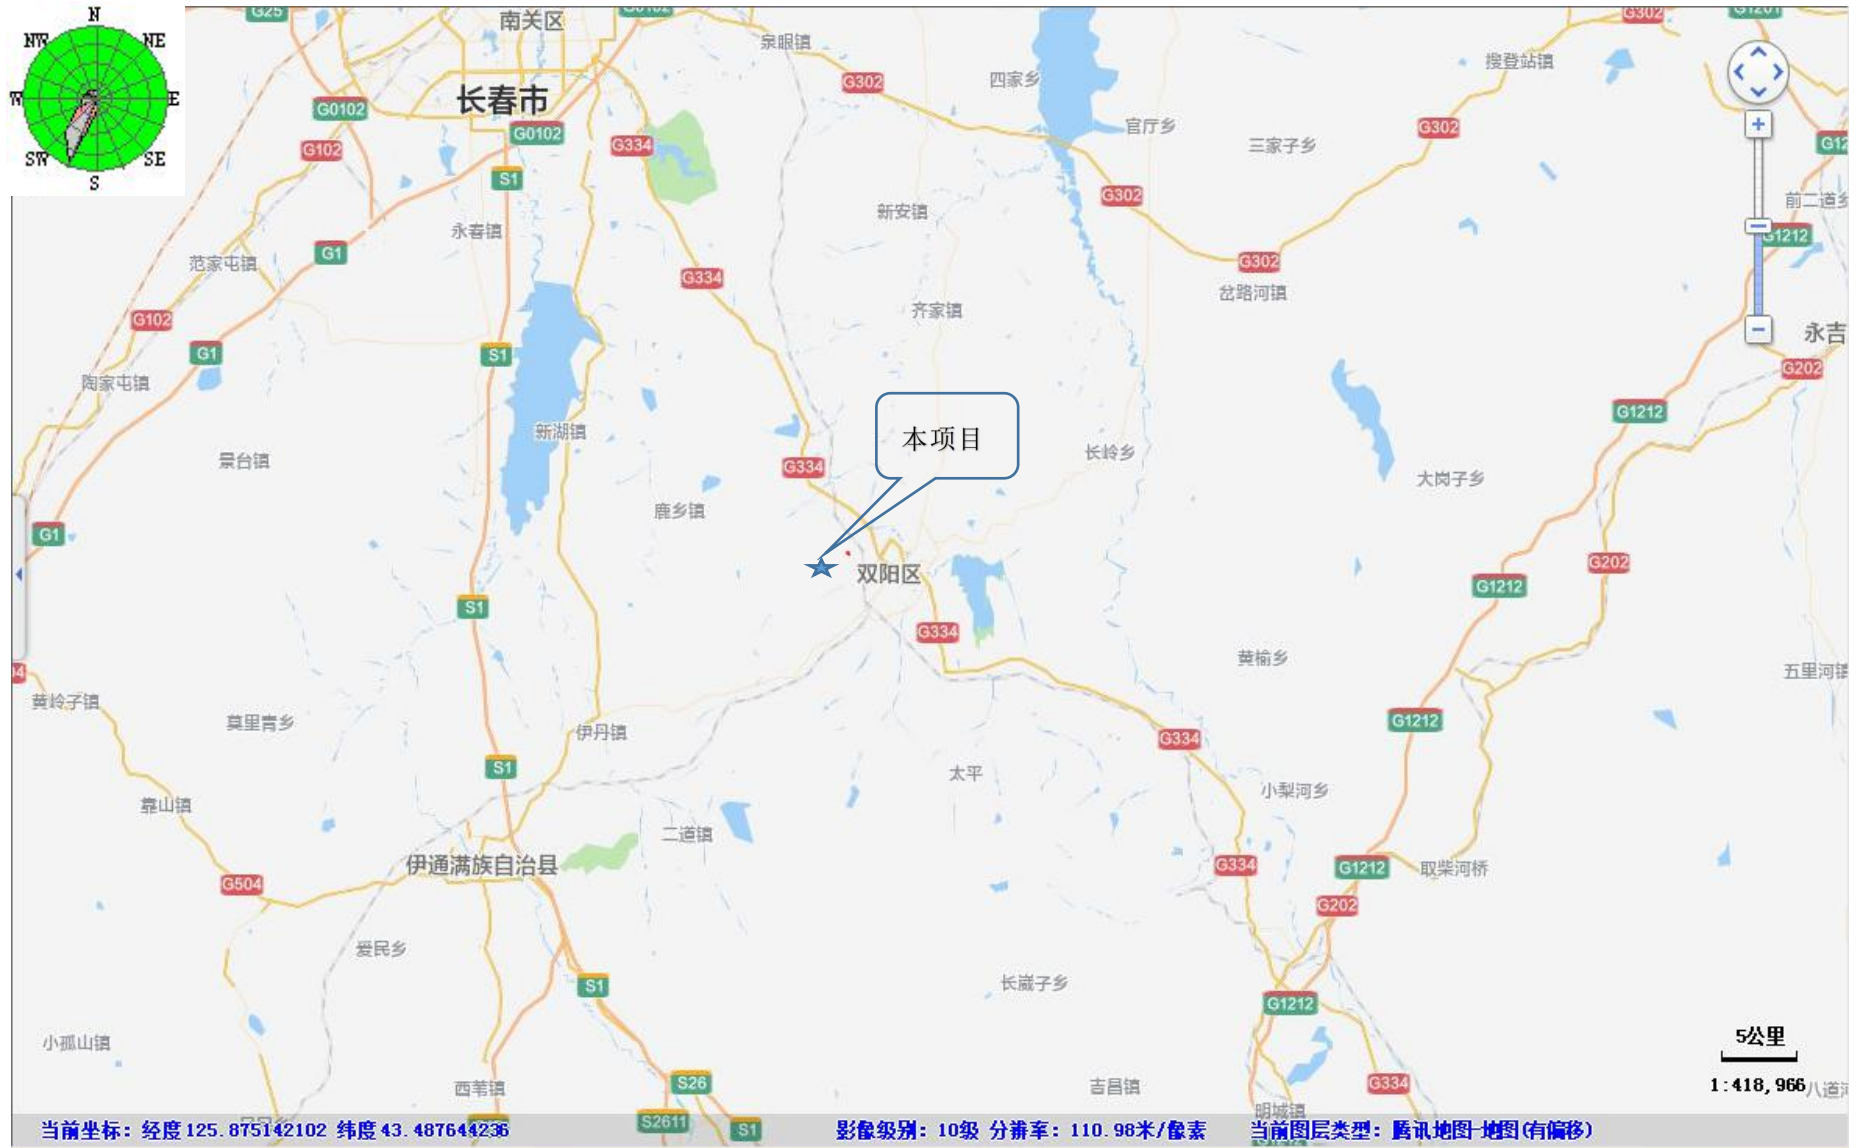 N
NW
NE
W
E
SW
SE
S
G25
南关区
泉眼镇
G302
G302
四家乡
搜登站镇
长春市
G0102
G0102
G102
G334
官厅乡
三家子乡
G302
S1
G302
前二道乡
新安镇
永春镇
G1
G1212
范家屯镇
G334
G302
岔路河镇
齐家镇
G102
永吉
G1
S1
G202
陶家屯镇
G1212
新湖镇
本项目
长岭乡
景台镇
G334
大岗子乡
鹿乡镇
G1
G202
双阳区
G1212
S1
G334
黄榆乡
五里河镇
黄岭子镇
莫里青乡
伊丹镇
G1212
G334
S1
太平
小梨河乡
靠山镇
二道镇
伊通满族自治县
G334
G1212
取柴河桥
G504
G202
爱民乡
长崴子乡
S1
G1212
小孤山镇
5公里
西苇镇
S26
吉昌镇
G334
1:418,966
明城镇
S2611
S1
当前坐标：经度125.875142102 纬度43.487644236
影像级别：10级 分辨率：110.98米/像素
当前图层类型：腾讯地图-地图(有偏移)